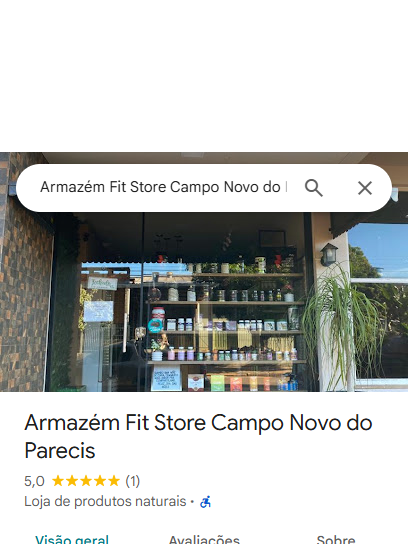 Armazém Fit Store Campo Novo do
Armazém Fit Store Campo Novo do
Parecis
5,0 (1)
Loja de produtos naturais ·
Visão geral
Avaliações
Sobre